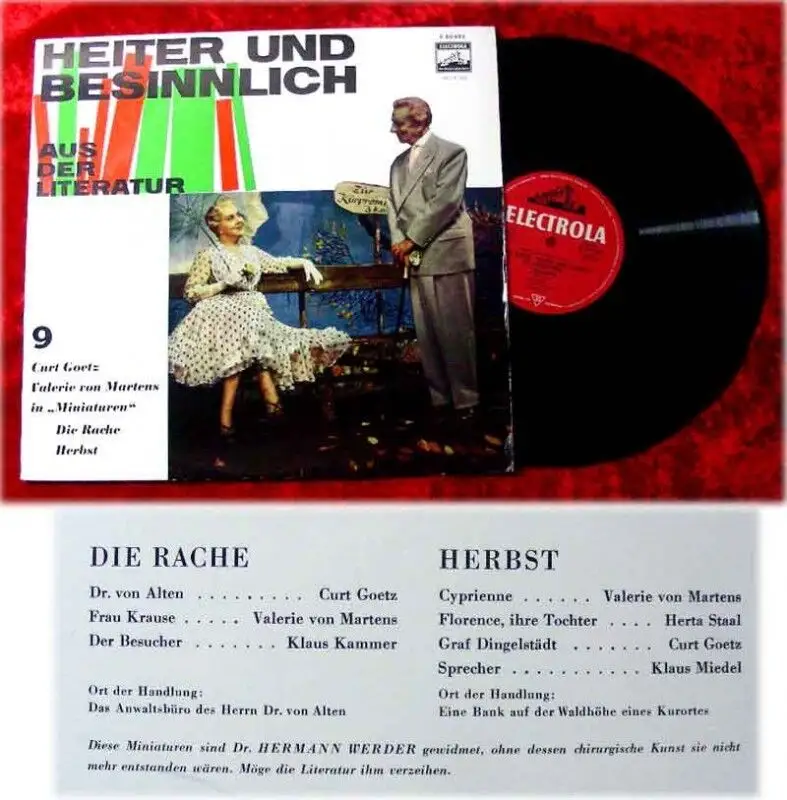 HEITER UND
BESINNLICH
AUS
DER
LITERATUR
ELECTROLA
9
Curt Goetz
Valerie von Martens
in „Miniaturen“
Die Rache
Herbst
Zur
ELECTROLA
DIE RACHE
Dr. von Alten . . . . . . . . . Curt Goetz
Frau Krause . . . . . Valerie von Martens
Der Besucher . . . . . . . Klaus Kammer
Ort der Handlung:
Das Anwaltsbüro des Herrn Dr. von Alten
HERBST
Cyprienne . . . . . . Valerie von Martens
Florence, ihre Tochter . . . . Herta Staal
Graf Dingelstädt . . . . . . Curt Goetz
Sprecher . . . . . . . . . . Klaus Miedel
Ort der Handlung:
Eine Bank auf der Waldhöhe eines Kurortes
Diese Miniaturen sind Dr. HERMANN WERDER gewidmet, ohne dessen chirurgische Kunst sie nicht
mehr entstanden wären. Möge die Literatur ihm verzeihen.